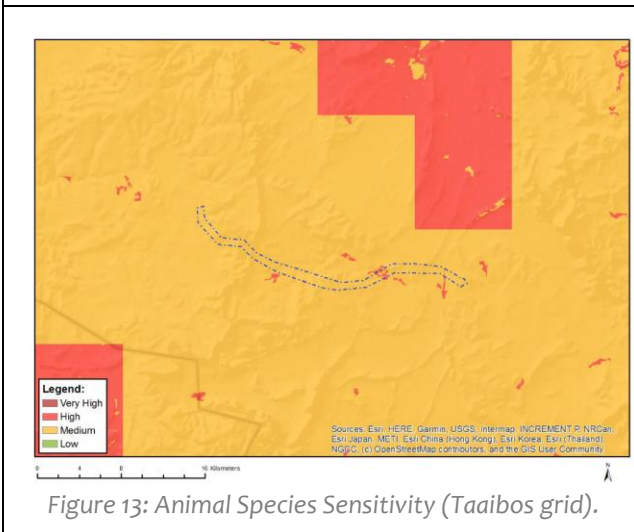 Legend:
Very High
High
Medium
Low
Sources: Esri, HERE, Garmin, USGS, Intermap, INCREMENT P, NRCan,
Esri Japan, METI, Esri China (Hong Kong), Esri Korea, Esri (Thailand),
NGCC, (c) OpenStreetMap contributors, and the GIS User Community
0 4 8 16 Kilometers
N
Figure 13: Animal Species Sensitivity (Taaibos grid).